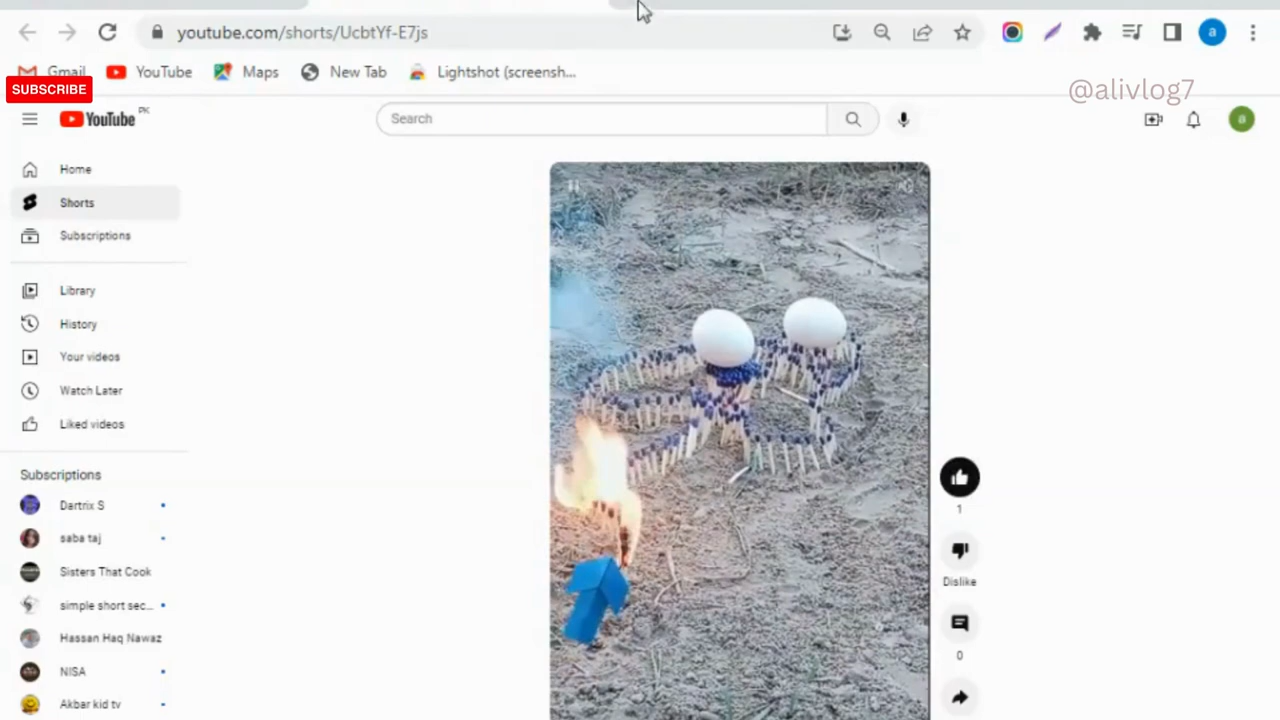 youtube.com/shorts/UcbtYf-E7js
Gmail YouTube Maps New Tab Lightshot (screensh...
SUBSCRIBE
@alivlog7
YouTube PK
Search
a
a
Home
Shorts
Subscriptions
Library
History
Your videos
Watch Later
Liked videos
Subscriptions
Dartrix S
saba taj
Sisters That Cook
simple short sec...
Hassan Haq Nawaz
NISA
Akbar kid tv
1
Dislike
0